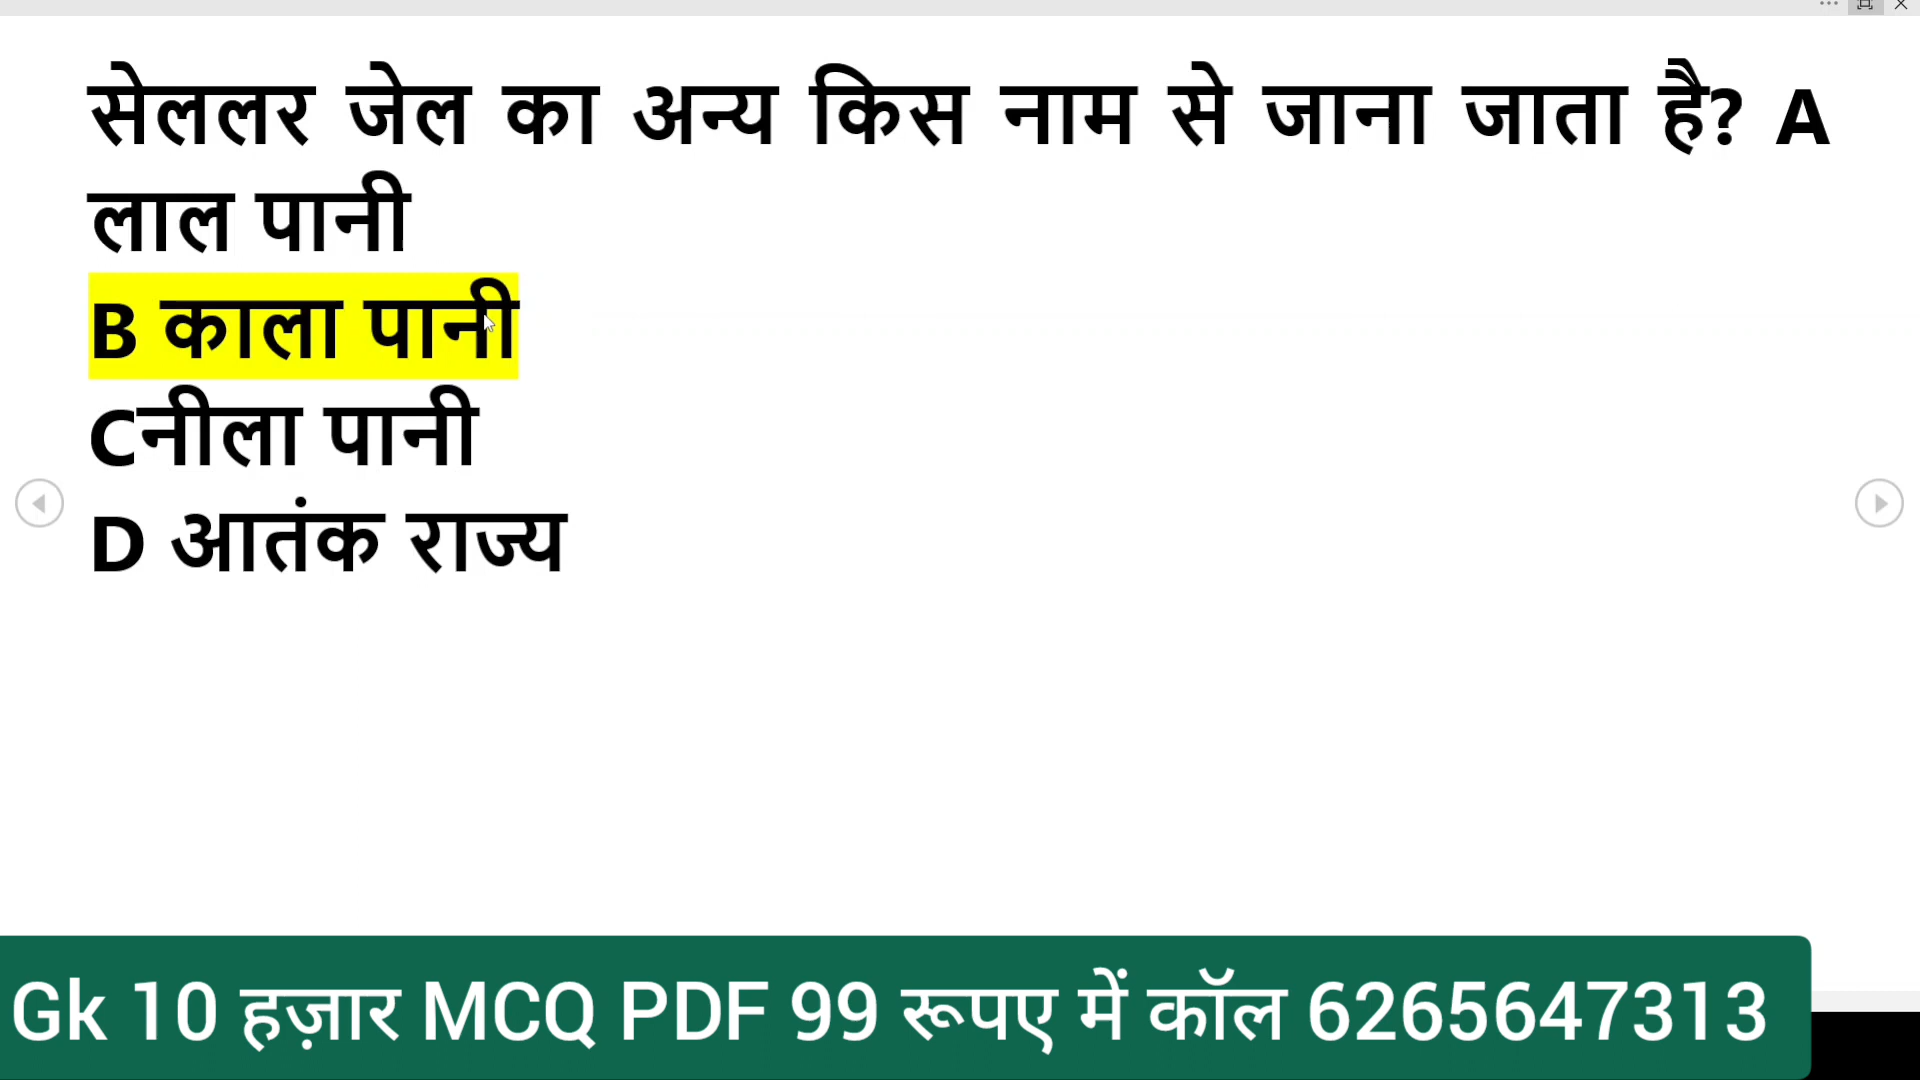 सेललर जेल का अन्य किस नाम से जाना जाता है? A
लाल पानी
B काला पानी
Cनीला पानी
D आतंक राज्य
Gk 10 हज़ार MCQ PDF 99 रूपए में कॉल 6265647313